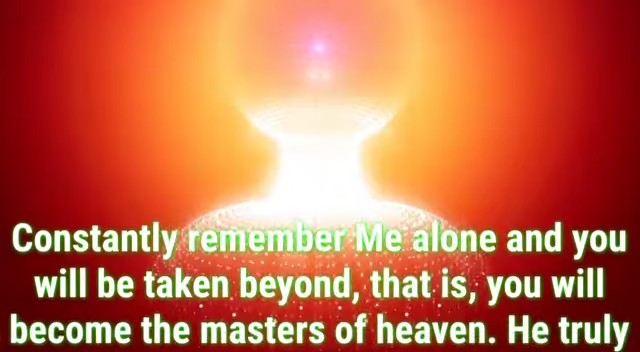 Constantly remember Me alone and you
will be taken beyond, that is, you will
become the masters of heaven. He truly